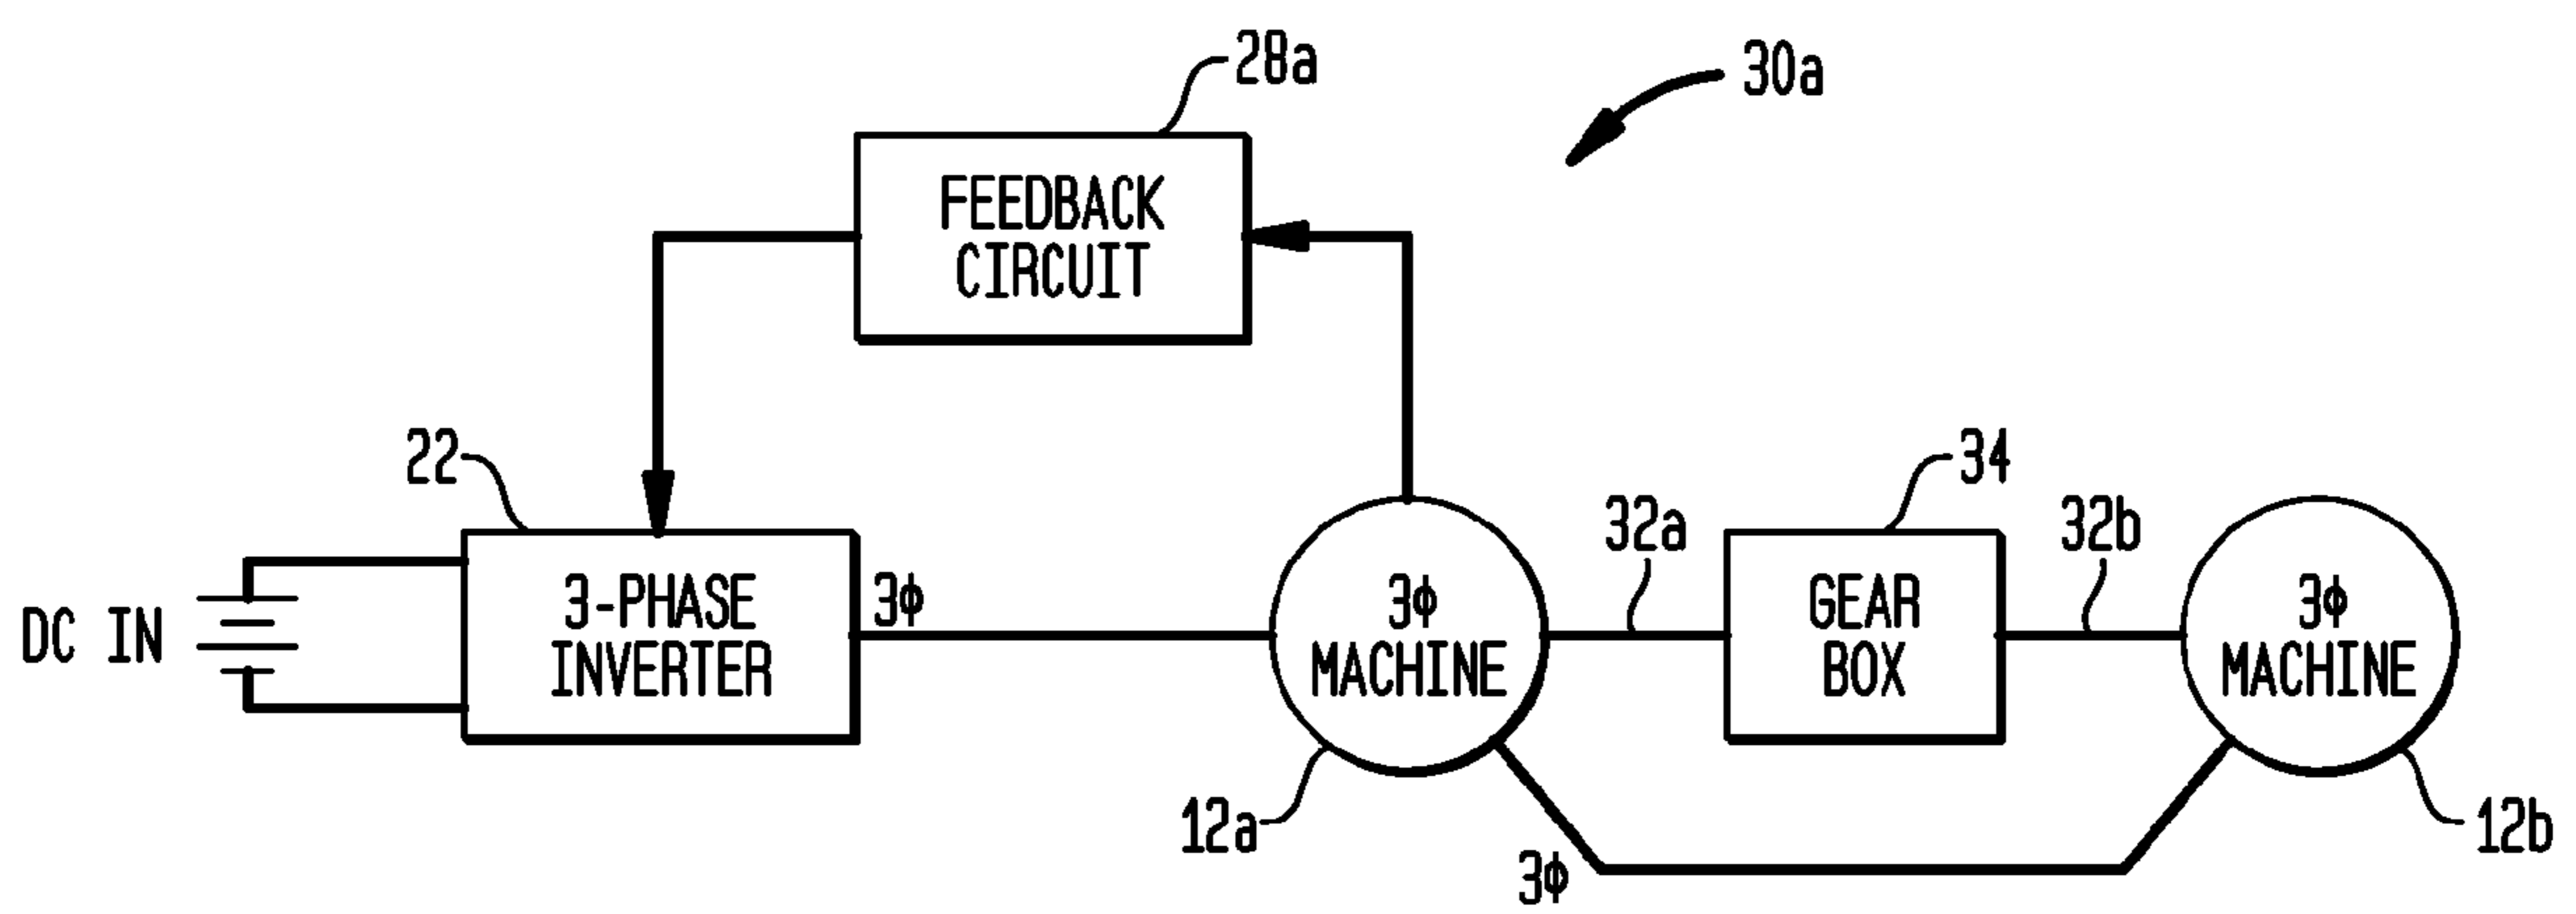 28a
30a
FEEDBACK
CIRCUIT
22
34
32a
32b
DC IN
3-PHASE
INVERTER
3ϕ
3ϕ
MACHINE
GEAR
BOX
3ϕ
MACHINE
12a
12b
3ϕ